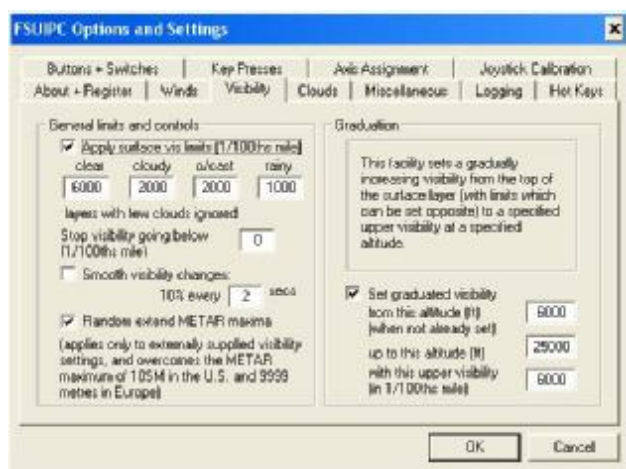 FSUIPC Options and Settings
Buttons + Switches
Key Presses
Axis Assignment
Joystick Calibration
About + Register
Winds
Visibility
Clouds
Miscellaneous
Logging
Hot Keys
General limits and controls
Apply surface vis limits (1/100ths mile)
clear cloudy o/cast rainy
6000 2000 2000 1000
layers with few clouds ignored
Stop visibility going below
(1/100ths mile)
0
Smooth visibility changes:
10% every 2 secs
Random extend METAR maxima
(applies only to externally supplied visibility
settings, and overcomes the METAR
maximum of 10SM in the U.S. and 9999
metres in Europe)
Graduation
This facility sets a gradually
increasing visibility from the top of
the surface layer (with limits which
can be set opposite) to a specified
upper visibility at a specified
altitude.
Set graduated visibility
from this altitude (ft)
(when not already set)
6000
up to this altitude (ft)
25000
with this upper visibility
(in 1/100ths mile)
6000
OK
Cancel